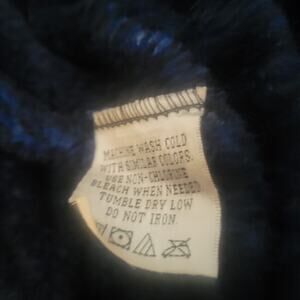 MACHINE WASH COLD
WITH SIMILAR COLORS.
USE NON-CHLORINE
BLEACH WHEN NEEDED
TUMBLE DRY LOW
DO NOT IRON.